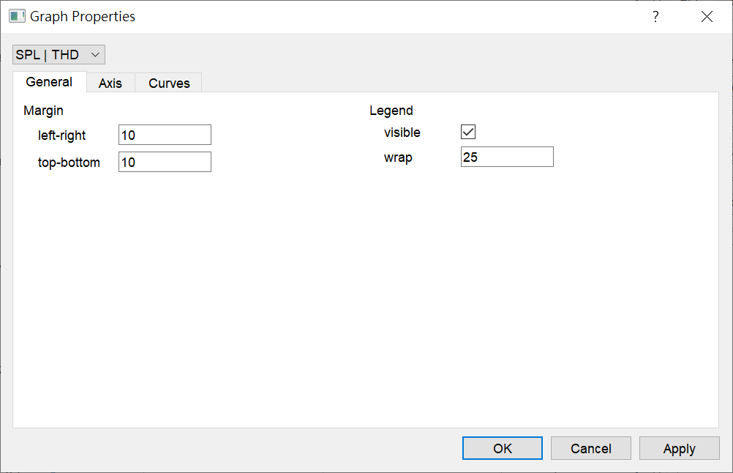 Graph Properties
?
SPL | THD
General Axis Curves
Margin
left-right 10
top-bottom 10
Legend
visible
wrap 25
OK Cancel Apply